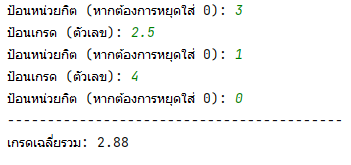 ป้อนหน่วยกิต (หากต้องการหยุดใส่ 0): 3
ป้อนเกรด (ตัวเลข): 2.5
ป้อนหน่วยกิต (หากต้องการหยุดใส่ 0): 1
ป้อนเกรด (ตัวเลข): 4
ป้อนหน่วยกิต (หากต้องการหยุดใส่ 0): 0
------------------------------------------
เกรดเฉลี่ยรวม: 2.88